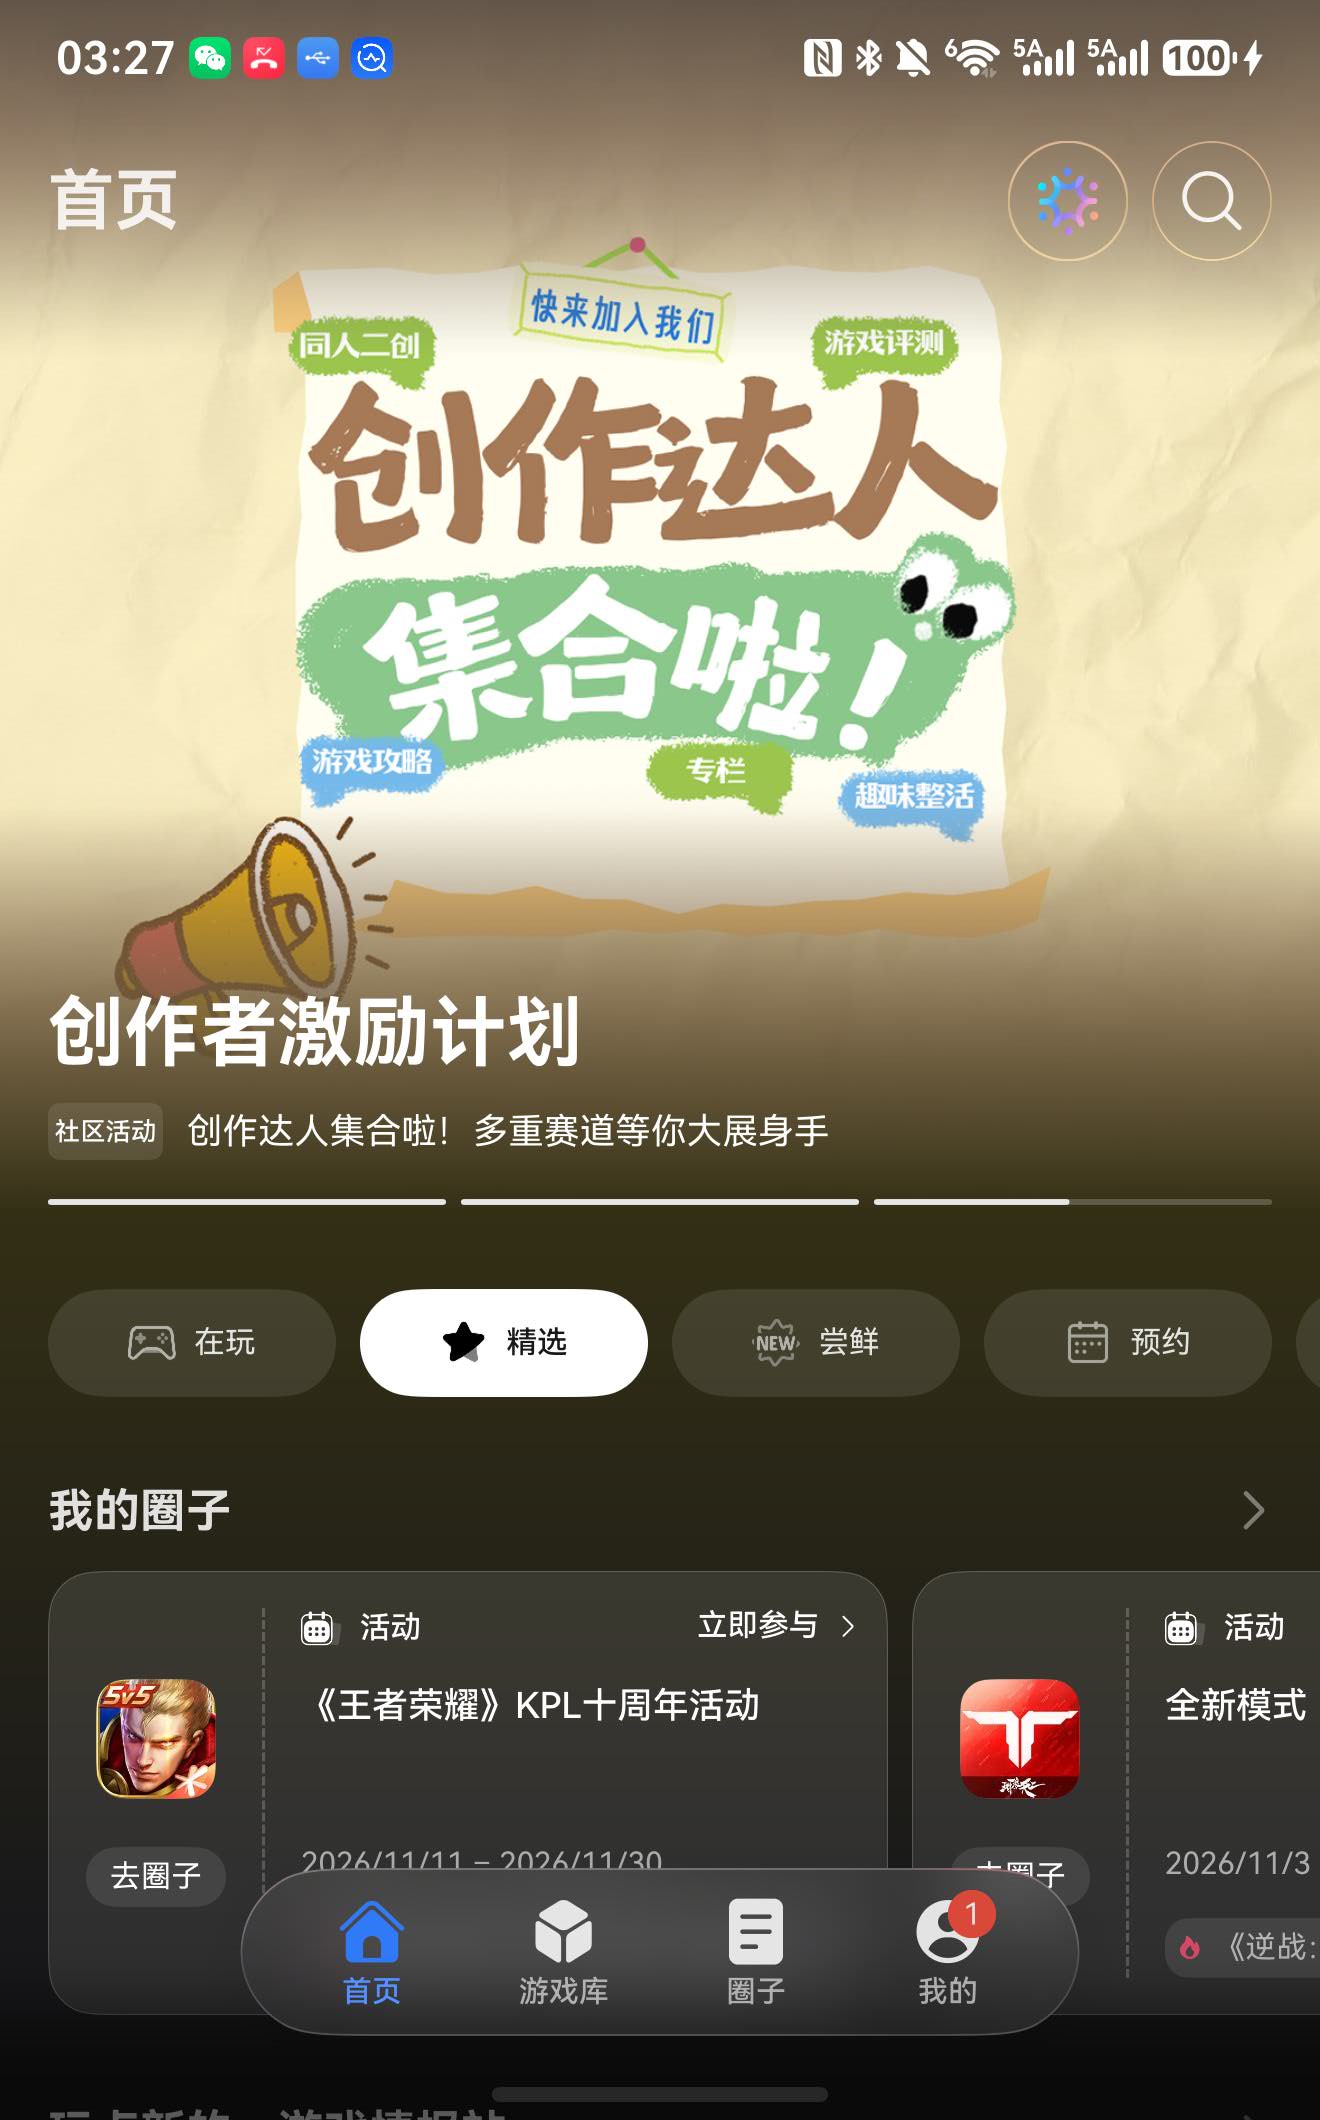 03:27
6 5A 5A 100
首页
快来加入我们
同人二创
游戏评测
创作达人
集合啦!
游戏攻略
专栏
趣味整活
创作者激励计划
社区活动 创作达人集合啦！多重赛道等你大展身手
在玩 精选 NEW 尝鲜 预约
我的圈子
活动 立即参与
5v5
《王者荣耀》KPL十周年活动
2026/11/11 – 2026/11/30
去圈子
活动
全新模式
2026/11/3
去圈子
《逆战:
首页 游戏库 圈子 1 我的